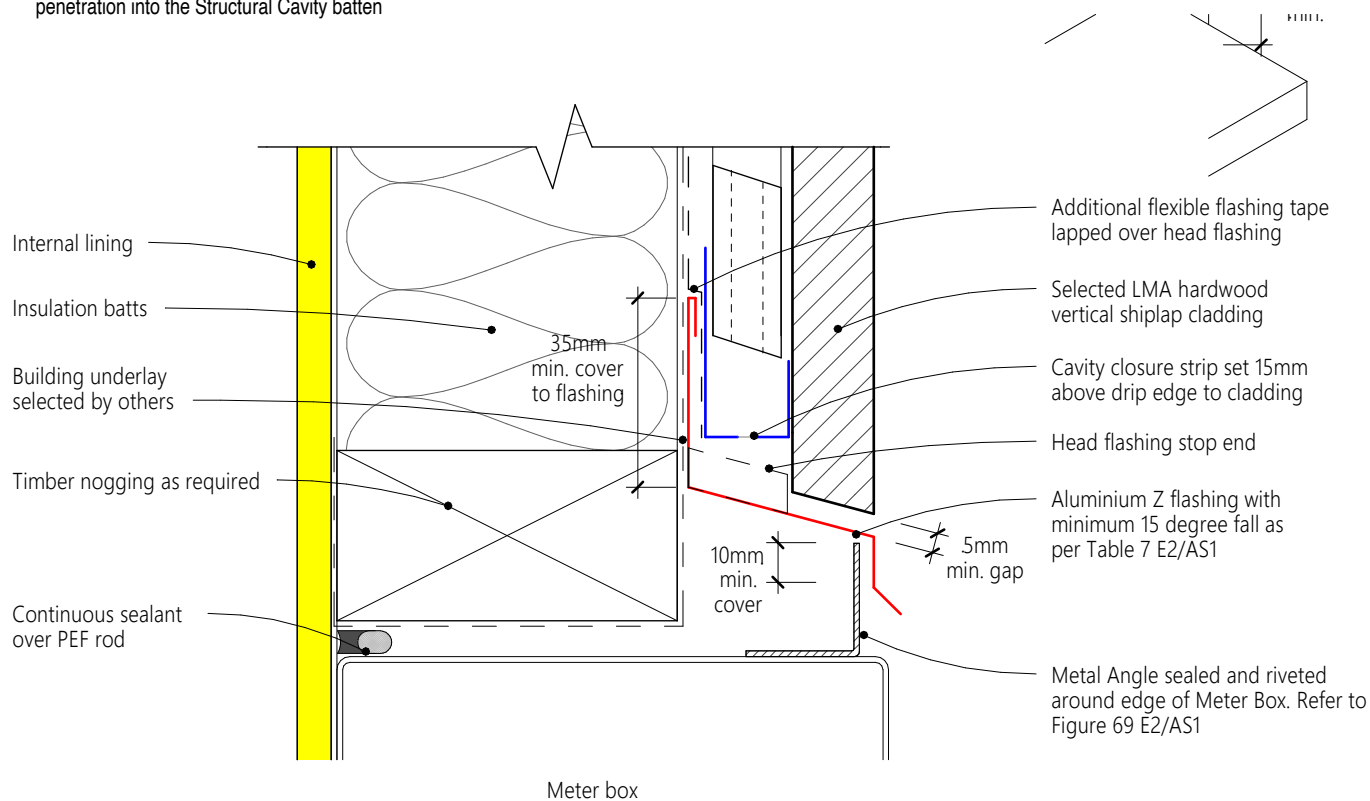 penetration into the Structural Cavity batten
min.
Internal lining
Insulation batts
Building underlay
selected by others
Timber nogging as required
Continuous sealant
over PEF rod
35mm
min. cover
to flashing
10mm
min.
cover
5mm
min. gap
Additional flexible flashing tape
lapped over head flashing
Selected LMA hardwood
vertical shiplap cladding
Cavity closure strip set 15mm
above drip edge to cladding
Head flashing stop end
Aluminium Z flashing with
minimum 15 degree fall as
per Table 7 E2/AS1
Metal Angle sealed and riveted
around edge of Meter Box. Refer to
Figure 69 E2/AS1
Meter box